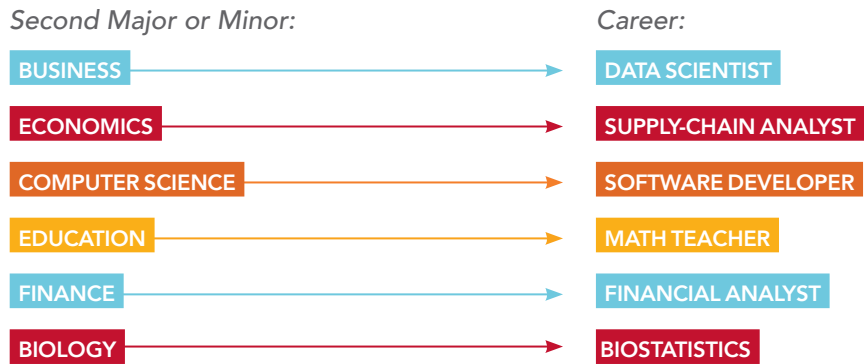 Second Major or Minor: Career:
BUSINESS DATA SCIENTIST
ECONOMICS SUPPLY-CHAIN ANALYST
COMPUTER SCIENCE SOFTWARE DEVELOPER
EDUCATION MATH TEACHER
FINANCE FINANCIAL ANALYST
BIOLOGY BIOSTATISTICS